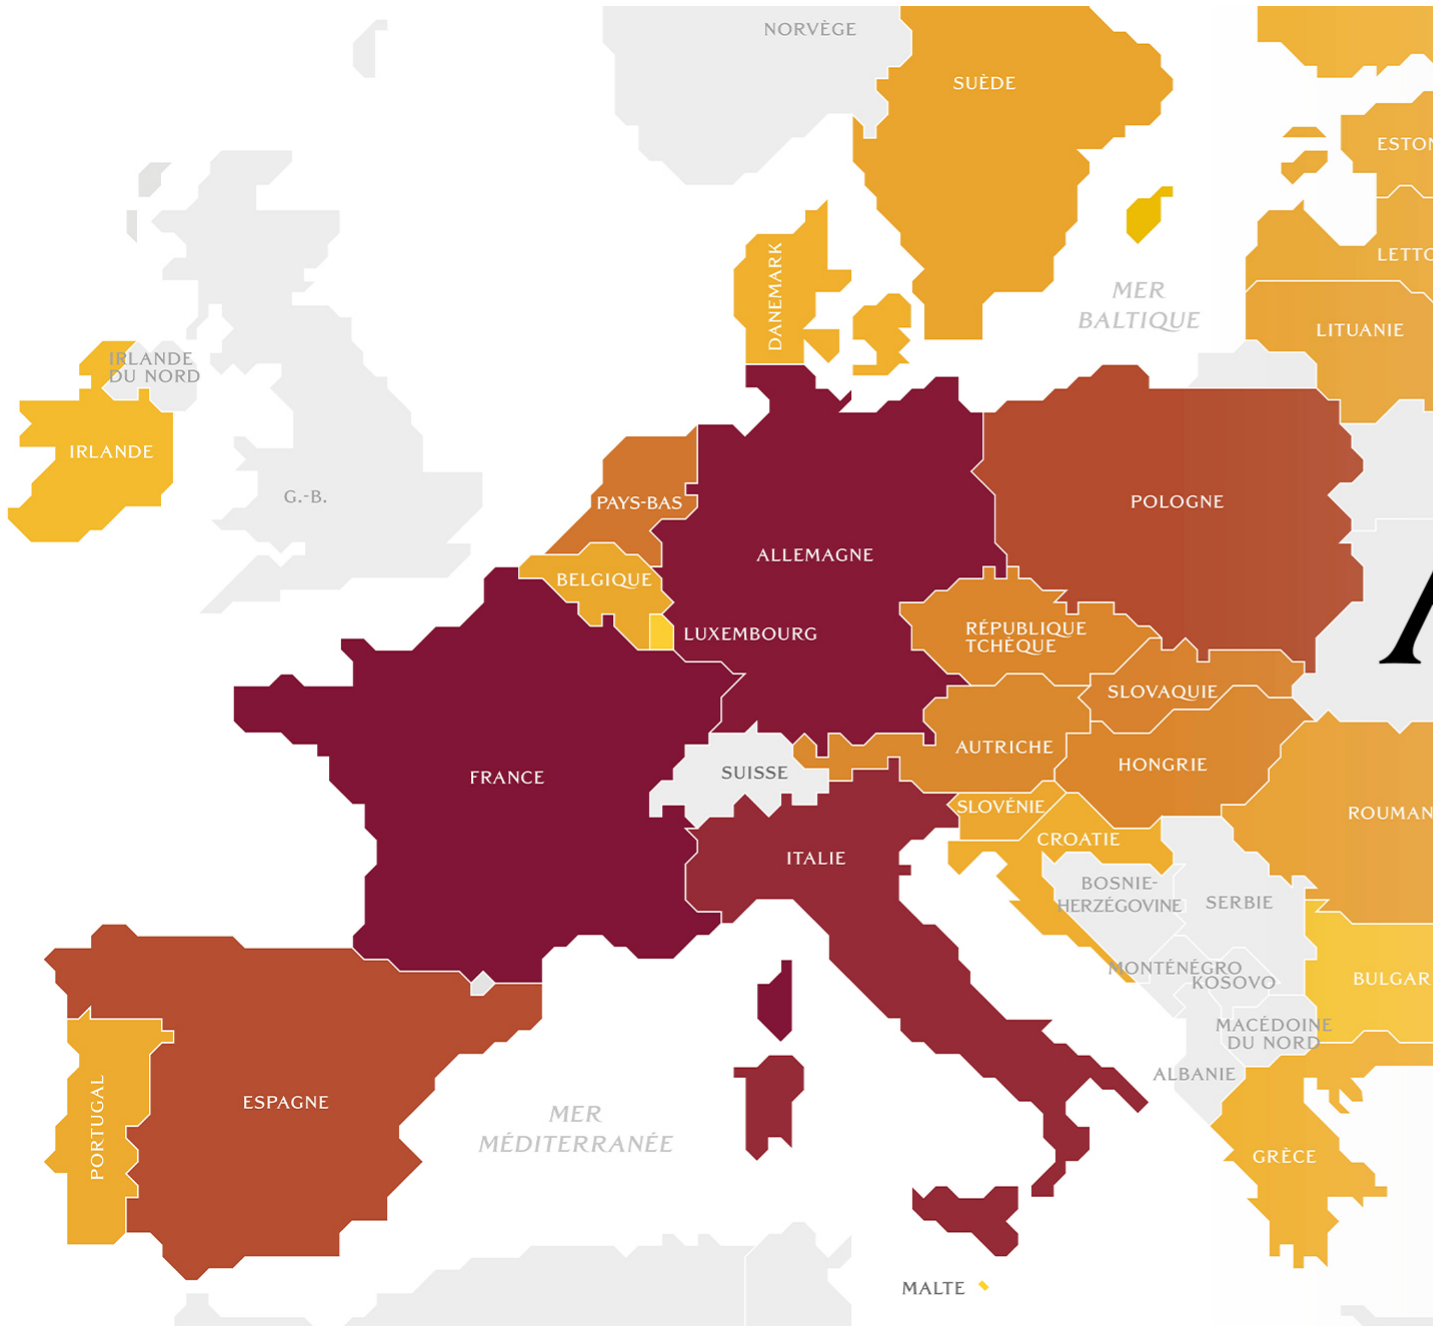 NORVÈGE
SUÈDE
ESTON
LETTO
DANEMARK
MER
BALTIQUE
LITUANIE
IRLANDE
DU NORD
IRLANDE
G.-B.
PAYS-BAS
POLOGNE
ALLEMAGNE
BELGIQUE
LUXEMBOURG
RÉPUBLIQUE
TCHÈQUE
SLOVAQUIE
AUTRICHE
HONGRIE
FRANCE
SUISSE
SLOVÉNIE
ROUMAN
CROATIE
ITALIE
BOSNIE-
HERZÉGOVINE
SERBIE
MONTÉNÉGRO
KOSOVO
BULGAR
MACÉDOINE
DU NORD
ALBANIE
ESPAGNE
PORTUGAL
MER
MÉDITERRANÉE
GRÈCE
MALTE